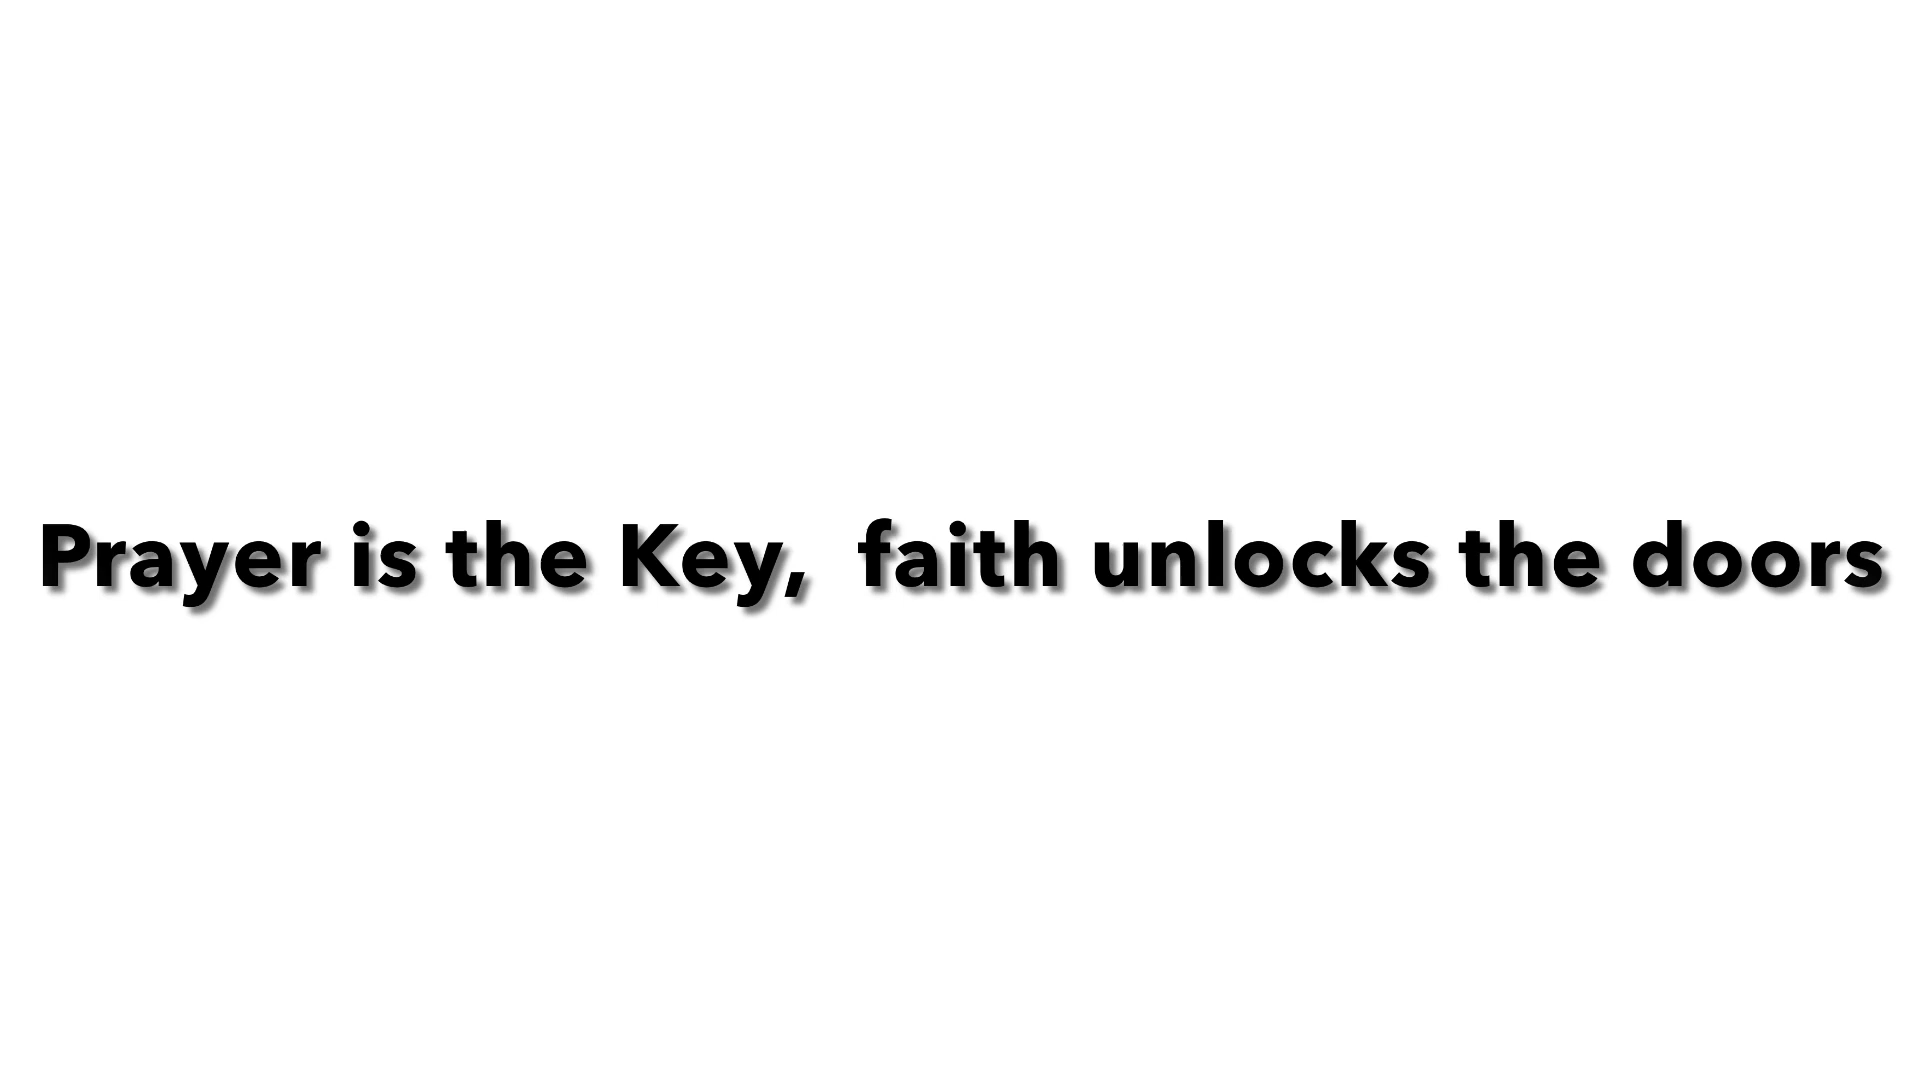 Prayer is the Key,  faith unlocks the doors